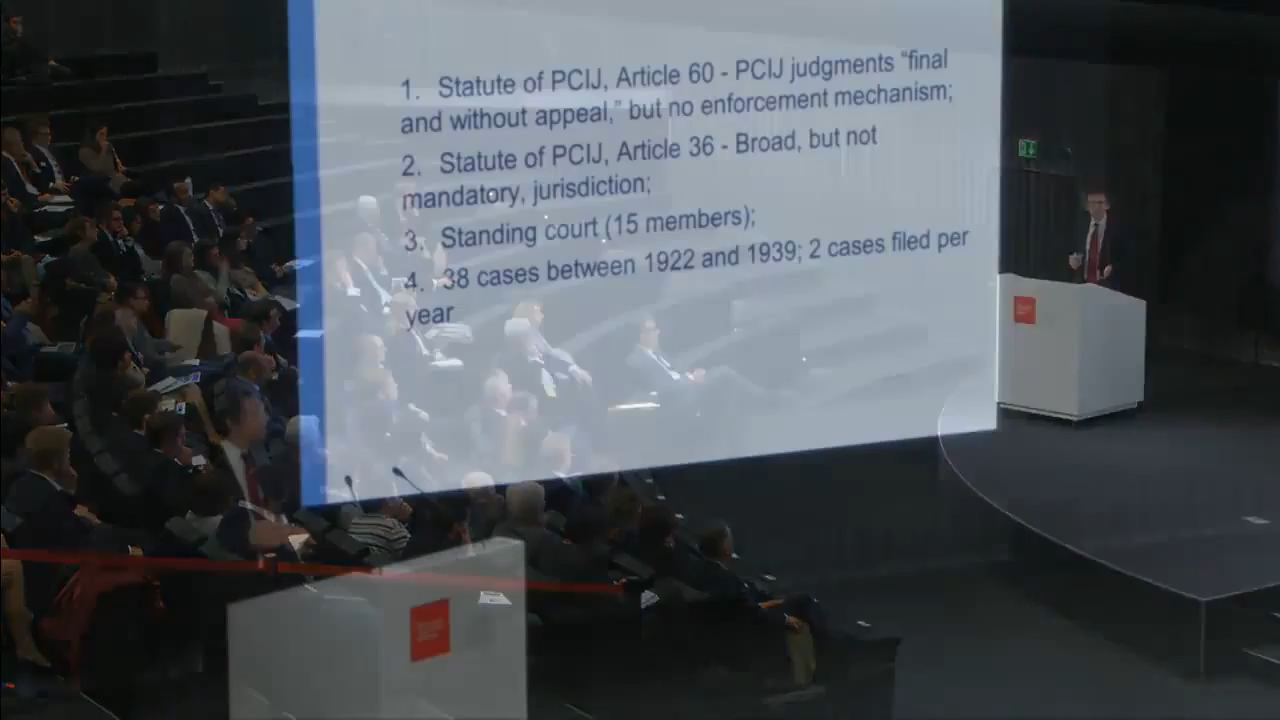 1. Statute of PCIJ, Article 60 - PCIJ judgments “final
and without appeal,” but no enforcement mechanism;
2. Statute of PCIJ, Article 36 - Broad, but not
mandatory, jurisdiction;
3. Standing court (15 members);
4. 38 cases between 1922 and 1939; 2 cases filed per
year